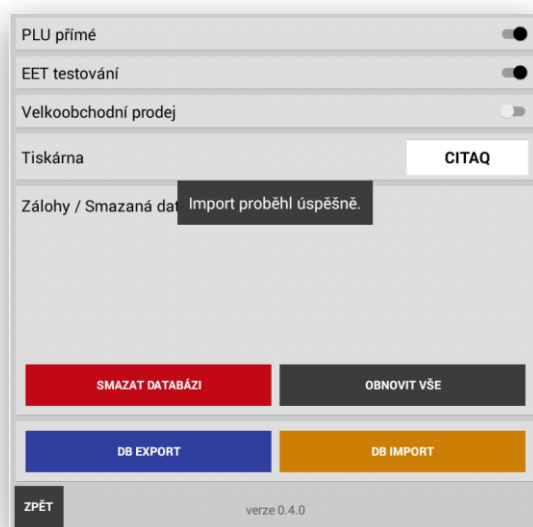 PLU přímé
EET testování
Velkoobchodní prodej
Tiskárna CITAQ
Zálohy / Smazaná dat
Import proběhl úspěšně.
SMAZAT DATABÁZI OBNOVIT VŠE
DB EXPORT DB IMPORT
ZPĚT verze 0.4.0